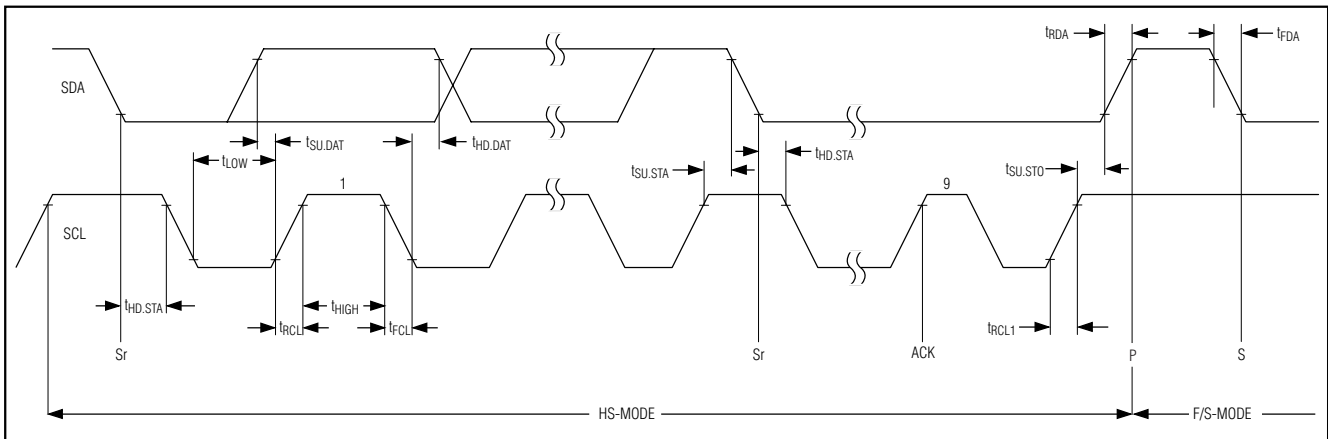 tRDA
tFDA
SDA
tSU.DAT
tHD.DAT
tLOW
tHD.STA
tSU.STA
tSU.STO
1
9
SCL
tHD.STA
tRCL
tHIGH
tFCL
tRCL1
Sr
Sr
ACK
P
S
HS-MODE
F/S-MODE